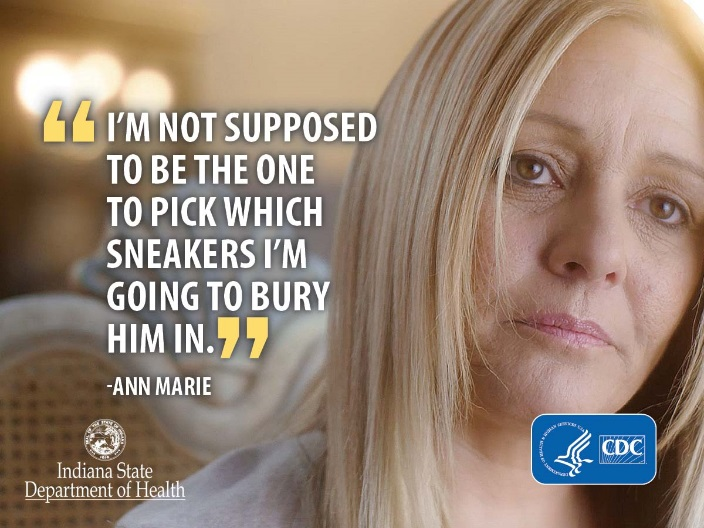 “I’M NOT SUPPOSED
TO BE THE ONE
TO PICK WHICH
SNEAKERS I’M
GOING TO BURY
HIM IN.”
-ANN MARIE
Indiana State
Department of Health
CDC